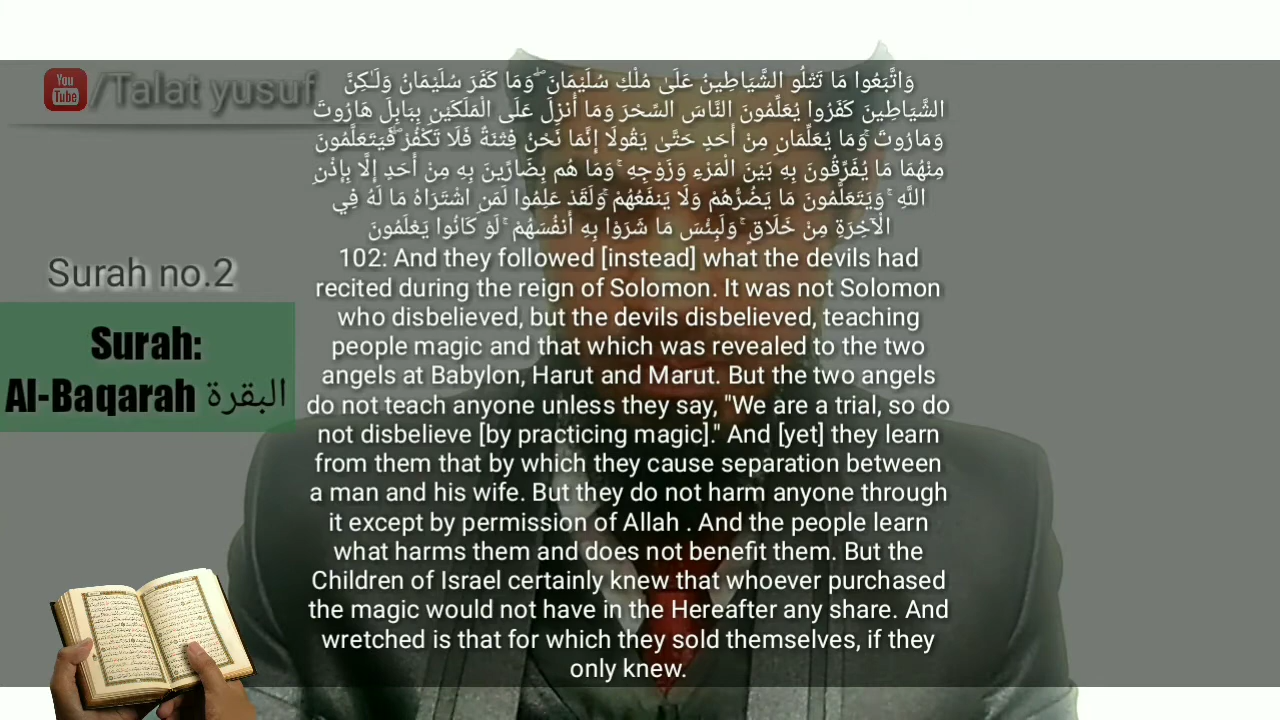 You
Tube
/Talat yusuf
وَاتَّبَعُوا مَا تَتْلُو الشَّيَاطِينُ عَلَىٰ مُلْكِ سُلَيْمَانَ ۖ وَمَا كَفَرَ سُلَيْمَانُ وَلَـٰكِنَّ
الشَّيَاطِينَ كَفَرُوا يُعَلِّمُونَ النَّاسَ السِّحْرَ وَمَا أُنزِلَ عَلَى الْمَلَكَيْنِ بِبَابِلَ هَارُوتَ
وَمَارُوتَ ۚ وَمَا يُعَلِّمَانِ مِنْ أَحَدٍ حَتَّىٰ يَقُولَا إِنَّمَا نَحْنُ فِتْنَةٌ فَلَا تَكْفُرْ ۖ فَيَتَعَلَّمُونَ
مِنْهُمَا مَا يُفَرِّقُونَ بِهِ بَيْنَ الْمَرْءِ وَزَوْجِهِ ۚ وَمَا هُم بِضَارِّينَ بِهِ مِنْ أَحَدٍ إِلَّا بِإِذْنِ
اللَّهِ ۚ وَيَتَعَلَّمُونَ مَا يَضُرُّهُمْ وَلَا يَنفَعُهُمْ ۚ وَلَقَدْ عَلِمُوا لَمَنِ اشْتَرَاهُ مَا لَهُ فِي
الْآخِرَةِ مِنْ خَلَاقٍ ۚ وَلَبِئْسَ مَا شَرَوْا بِهِ أَنفُسَهُمْ ۚ لَوْ كَانُوا يَعْلَمُونَ
102: And they followed [instead] what the devils had
recited during the reign of Solomon. It was not Solomon
who disbelieved, but the devils disbelieved, teaching
people magic and that which was revealed to the two
angels at Babylon, Harut and Marut. But the two angels
do not teach anyone unless they say, "We are a trial, so do
not disbelieve [by practicing magic]." And [yet] they learn
from them that by which they cause separation between
a man and his wife. But they do not harm anyone through
it except by permission of Allah . And the people learn
what harms them and does not benefit them. But the
Children of Israel certainly knew that whoever purchased
the magic would not have in the Hereafter any share. And
wretched is that for which they sold themselves, if they
only knew.
Surah no.2
Surah:
Al-Baqarah البقرة